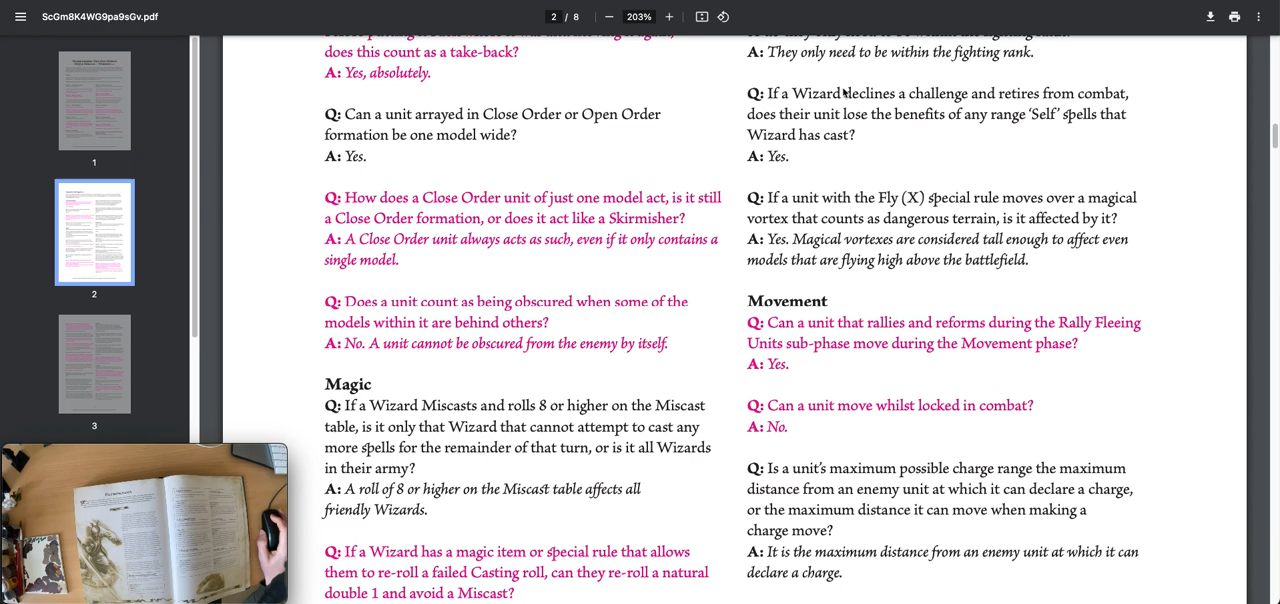 ScGm8K4WG9pa9sGv.pdf
2 / 8
203%
1
2
3
does this count as a take-back?
A: Yes, absolutely.
Q: Can a unit arrayed in Close Order or Open Order
formation be one model wide?
A: Yes.
Q: How does a Close Order unit of just one model act, is it still
a Close Order formation, or does it act like a Skirmisher?
A: A Close Order unit always acts as such, even if it only contains a
single model.
Q: Does a unit count as being obscured when some of the
models within it are behind others?
A: No. A unit cannot be obscured from the enemy by itself.
Magic
Q: If a Wizard Miscasts and rolls 8 or higher on the Miscast
table, is it only that Wizard that cannot attempt to cast any
more spells for the remainder of that turn, or is it all Wizards
in their army?
A: A roll of 8 or higher on the Miscast table affects all
friendly Wizards.
Q: If a Wizard has a magic item or special rule that allows
them to re-roll a failed Casting roll, can they re-roll a natural
double 1 and avoid a Miscast?
A: They only need to be within the fighting rank.
Q: If a Wizard declines a challenge and retires from combat,
does their unit lose the benefits of any range 'Self' spells that
Wizard has cast?
A: Yes.
Q: If a unit with the Fly (X) special rule moves over a magical
vortex that counts as dangerous terrain, is it affected by it?
A: Yes. Magical vortexes are considered tall enough to affect even
models that are flying high above the battlefield.
Movement
Q: Can a unit that rallies and reforms during the Rally Fleeing
Units sub-phase move during the Movement phase?
A: Yes.
Q: Can a unit move whilst locked in combat?
A: No.
Q: Is a unit's maximum possible charge range the maximum
distance from an enemy unit at which it can declare a charge,
or the maximum distance it can move when making a
charge move?
A: It is the maximum distance from an enemy unit at which it can
declare a charge.